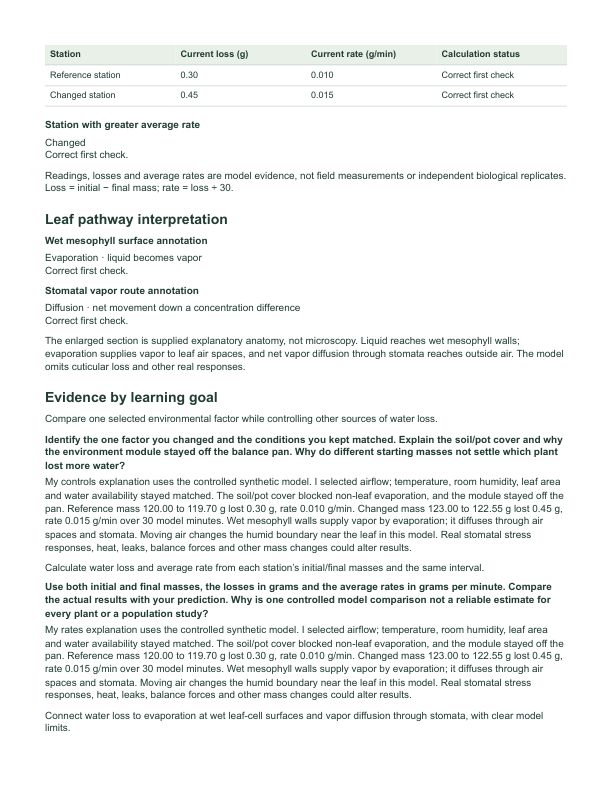 Station Current loss (g) Current rate (g/min) Calculation status
Reference station 0.30 0.010 Correct first check
Changed station 0.45 0.015 Correct first check
Station with greater average rate
Changed
Correct first check.
Readings, losses and average rates are model evidence, not field measurements or independent biological replicates.
Loss = initial − final mass; rate = loss ÷ 30.
Leaf pathway interpretation
Wet mesophyll surface annotation
Evaporation · liquid becomes vapor
Correct first check.
Stomatal vapor route annotation
Diffusion · net movement down a concentration difference
Correct first check.
The enlarged section is supplied explanatory anatomy, not microscopy. Liquid reaches wet mesophyll walls;
evaporation supplies vapor to leaf air spaces, and net vapor diffusion through stomata reaches outside air. The model
omits cuticular loss and other real responses.
Evidence by learning goal
Compare one selected environmental factor while controlling other sources of water loss.
Identify the one factor you changed and the conditions you kept matched. Explain the soil/pot cover and why
the environment module stayed off the balance pan. Why do different starting masses not settle which plant
lost more water?
My controls explanation uses the controlled synthetic model. I selected airflow; temperature, room humidity, leaf area
and water availability stayed matched. The soil/pot cover blocked non-leaf evaporation, and the module stayed off the
pan. Reference mass 120.00 to 119.70 g lost 0.30 g, rate 0.010 g/min. Changed mass 123.00 to 122.55 g lost 0.45 g,
rate 0.015 g/min over 30 model minutes. Wet mesophyll walls supply vapor by evaporation; it diffuses through air
spaces and stomata. Moving air changes the humid boundary near the leaf in this model. Real stomatal stress
responses, heat, leaks, balance forces and other mass changes could alter results.
Calculate water loss and average rate from each station's initial/final masses and the same interval.
Use both initial and final masses, the losses in grams and the average rates in grams per minute. Compare
the actual results with your prediction. Why is one controlled model comparison not a reliable estimate for
every plant or a population study?
My rates explanation uses the controlled synthetic model. I selected airflow; temperature, room humidity, leaf area
and water availability stayed matched. The soil/pot cover blocked non-leaf evaporation, and the module stayed off the
pan. Reference mass 120.00 to 119.70 g lost 0.30 g, rate 0.010 g/min. Changed mass 123.00 to 122.55 g lost 0.45 g,
rate 0.015 g/min over 30 model minutes. Wet mesophyll walls supply vapor by evaporation; it diffuses through air
spaces and stomata. Moving air changes the humid boundary near the leaf in this model. Real stomatal stress
responses, heat, leaks, balance forces and other mass changes could alter results.
Connect water loss to evaporation at wet leaf-cell surfaces and vapor diffusion through stomata, with clear model
limits.